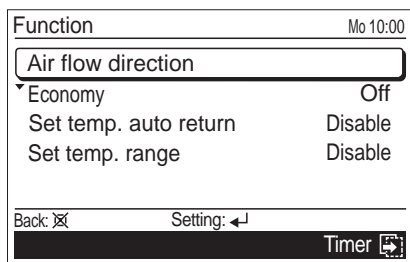 Function Mo 10:00
Air flow direction
Economy Off
Set temp. auto return Disable
Set temp. range Disable
Back: Setting:
Timer